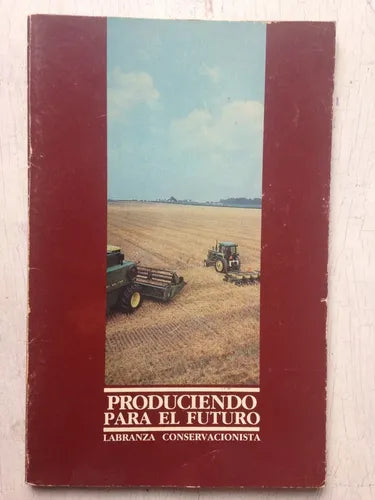 PRODUCIENDO
PARA EL FUTURO
LABRANZA CONSERVACIONISTA